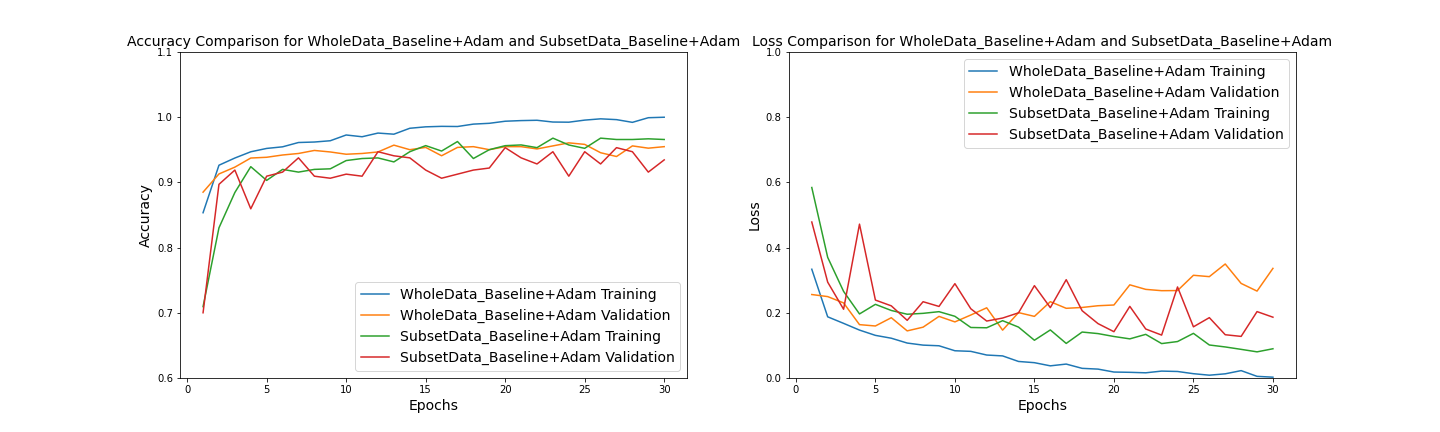 Accuracy Comparison for WholeData_Baseline+Adam and SubsetData_Baseline+Adam
1.1
1.0
0.9
0.8
0.7
0.6
Accuracy
0
5
10
15
20
25
30
Epochs
WholeData_Baseline+Adam Training
WholeData_Baseline+Adam Validation
SubsetData_Baseline+Adam Training
SubsetData_Baseline+Adam Validation
Loss Comparison for WholeData_Baseline+Adam and SubsetData_Baseline+Adam
1.0
0.8
0.6
0.4
0.2
0.0
Loss
0
5
10
15
20
25
30
Epochs
WholeData_Baseline+Adam Training
WholeData_Baseline+Adam Validation
SubsetData_Baseline+Adam Training
SubsetData_Baseline+Adam Validation